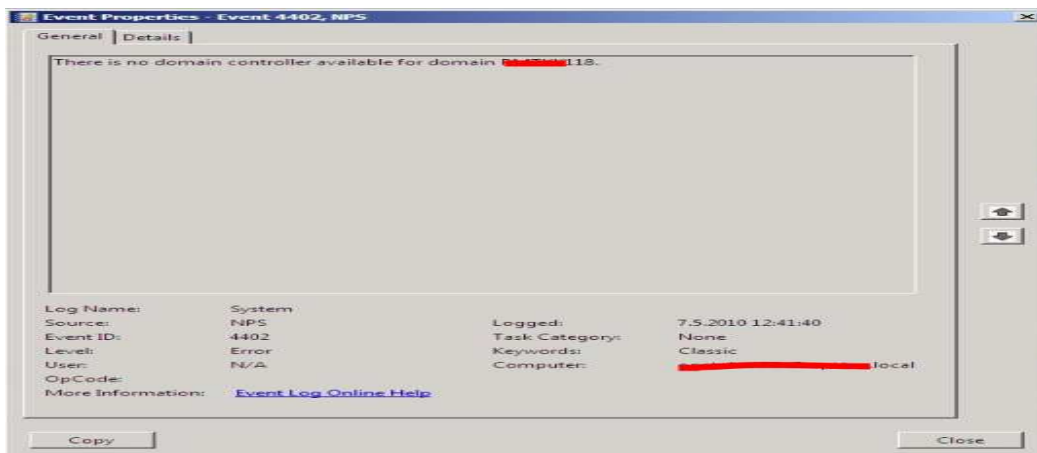 Event Properties - Event 4402, NPS
General Details
There is no domain controller available for domain 118.
Log Name: System
Source: NPS Logged: 7.5.2010 12:41:40
Event ID: 4402 Task Category: None
Level: Error Keywords: Classic
User: N/A Computer: .local
OpCode:
More Information: Event Log Online Help
Copy Close